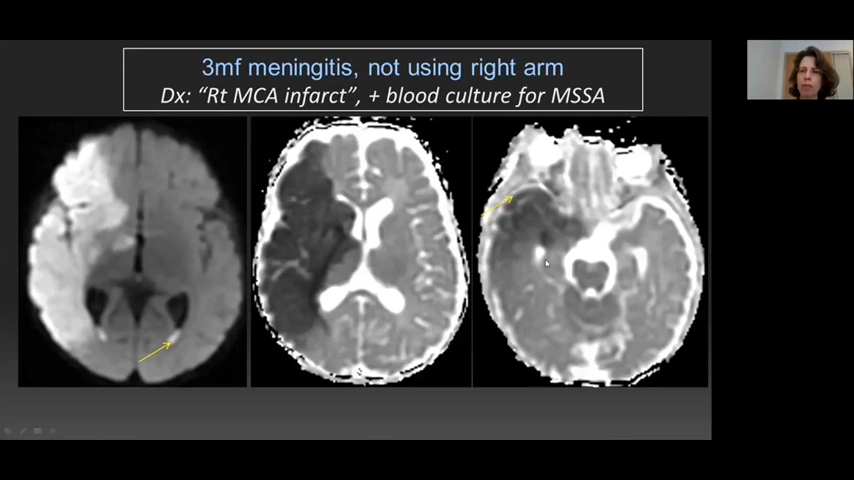 3mf meningitis, not using right arm
Dx: “Rt MCA infarct”, + blood culture for MSSA